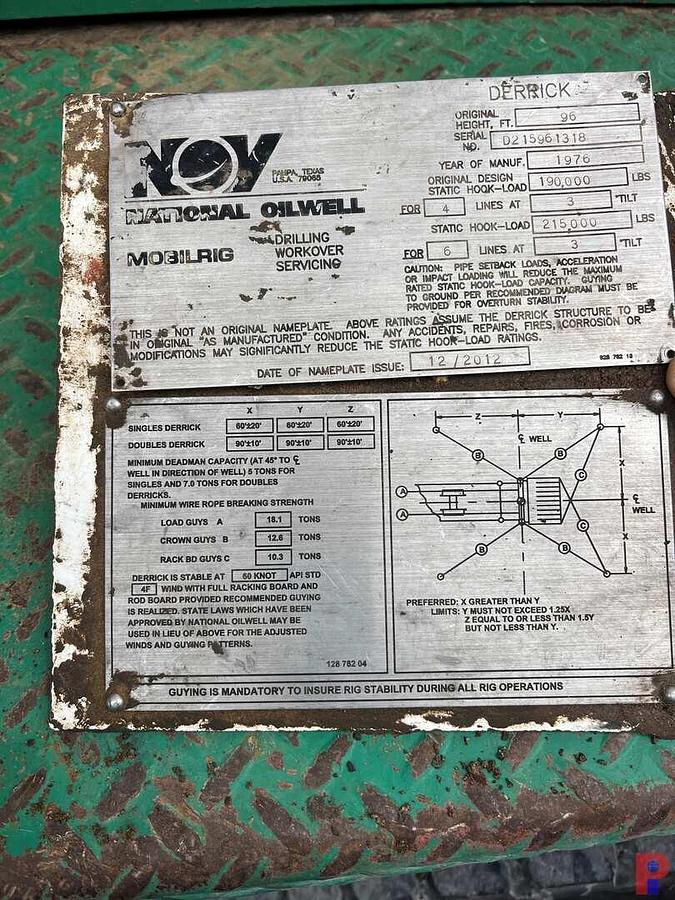 DERRICK
NOV
PAMPA, TEXAS
U.S.A. 79065
NATIONAL OILWELL
MOBILRIG
DRILLING
WORKOVER
SERVICING
ORIGINAL
HEIGHT, FT. 96
SERIAL
NO. D215961318
YEAR OF MANUF. 1976
ORIGINAL DESIGN
STATIC HOOK-LOAD 190,000 LBS
FOR 4 LINES AT 3 °TILT
STATIC HOOK-LOAD 215,000 LBS
FOR 6 LINES AT 3 °TILT
CAUTION: PIPE SETBACK LOADS, ACCELERATION
OR IMPACT LOADING WILL REDUCE THE MAXIMUM
RATED STATIC HOOK-LOAD CAPACITY. GUYING
TO GROUND PER RECOMMENDED DIAGRAM MUST BE
PROVIDED FOR OVERTURN STABILITY.
THIS IS NOT AN ORIGINAL NAMEPLATE. ABOVE RATINGS ASSUME THE DERRICK STRUCTURE TO BE
IN ORIGINAL "AS MANUFACTURED" CONDITION. ANY ACCIDENTS, REPAIRS, FIRES, CORROSION OR
MODIFICATIONS MAY SIGNIFICANTLY REDUCE THE STATIC HOOK-LOAD RATINGS.
DATE OF NAMEPLATE ISSUE: 12/2012
X Y Z
SINGLES DERRICK 60'±20' 60'±20' 60'±20'
DOUBLES DERRICK 90'±10' 90'±10' 90'±10'
MINIMUM DEADMAN CAPACITY (AT 45° TO ℄
WELL IN DIRECTION OF WELL) 5 TONS FOR
SINGLES AND 7.0 TONS FOR DOUBLES
DERRICKS.
MINIMUM WIRE ROPE BREAKING STRENGTH
LOAD GUYS A 18.1 TONS
CROWN GUYS B 12.6 TONS
RACK BD GUYS C 10.3 TONS
DERRICK IS STABLE AT 60 KNOT API STD
4F WIND WITH FULL RACKING BOARD AND
ROD BOARD PROVIDED RECOMMENDED GUYING
IS REALIZED. STATE LAWS WHICH HAVE BEEN
APPROVED BY NATIONAL OILWELL MAY BE
USED IN LIEU OF ABOVE FOR THE ADJUSTED
WINDS AND GUYING PATTERNS.
128 782 04
Z Y
℄ WELL
B B
C
X
A
℄
WELL
A
C
X
B B
PREFERRED: X GREATER THAN Y
LIMITS: Y MUST NOT EXCEED 1.25X
Z EQUAL TO OR LESS THAN 1.5Y
BUT NOT LESS THAN Y.
GUYING IS MANDATORY TO INSURE RIG STABILITY DURING ALL RIG OPERATIONS